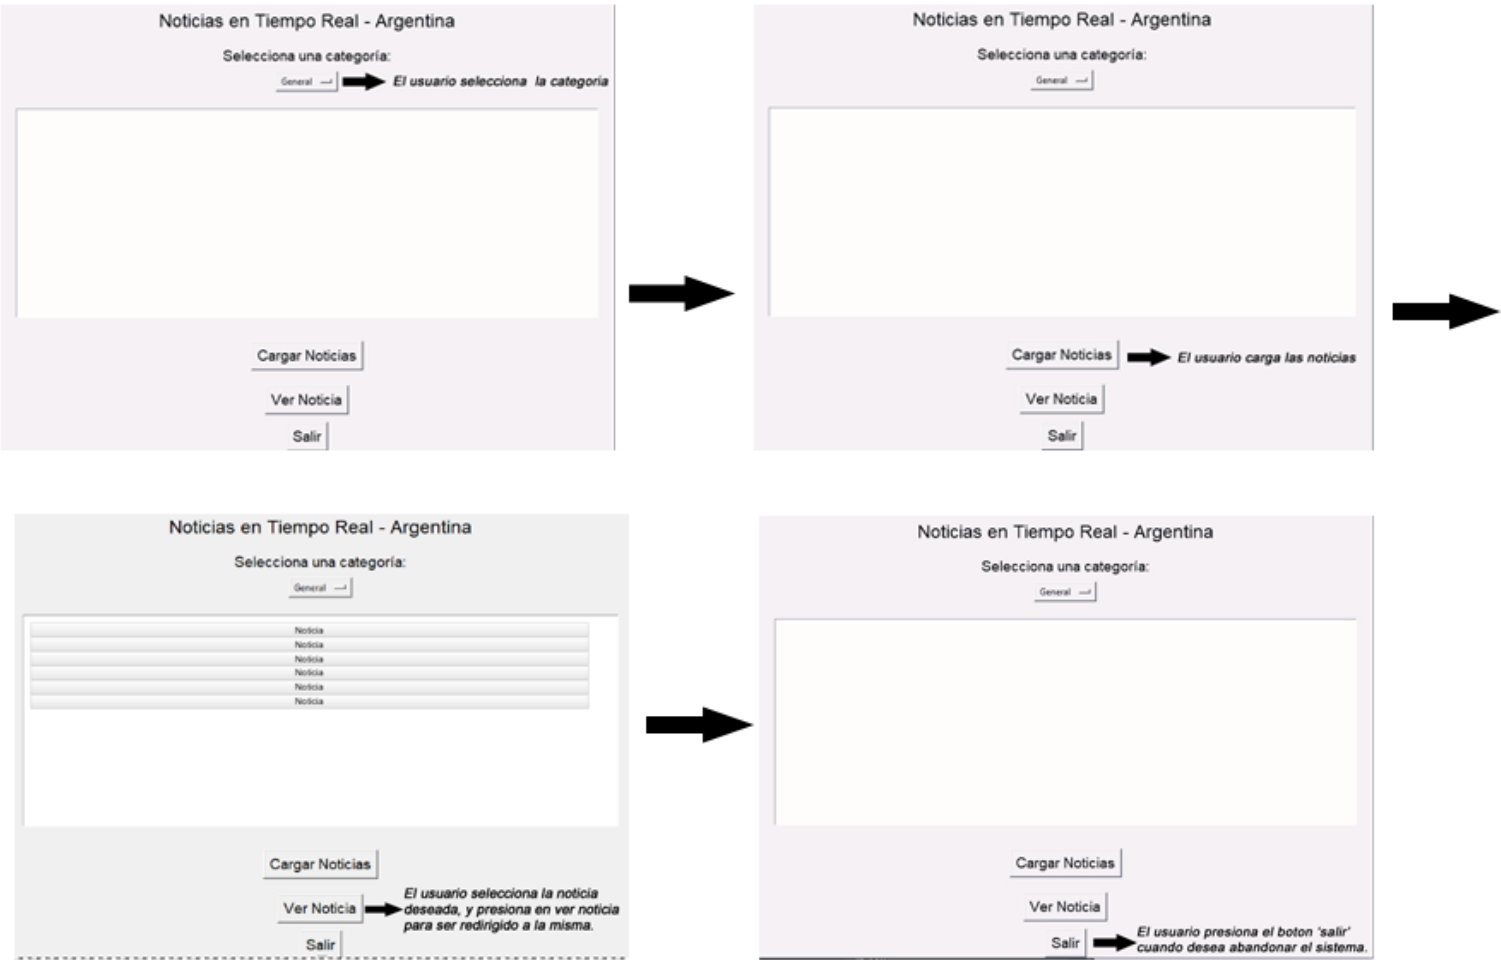 Noticias en Tiempo Real - Argentina
Selecciona una categoría:
General
El usuario selecciona la categoria
Cargar Noticias
Ver Noticia
Salir
Noticias en Tiempo Real - Argentina
Selecciona una categoría:
General
Cargar Noticias
El usuario carga las noticias
Ver Noticia
Salir
Noticias en Tiempo Real - Argentina
Selecciona una categoría:
General
Noticia
Noticia
Noticia
Noticia
Noticia
Noticia
Cargar Noticias
Ver Noticia
El usuario selecciona la noticia
deseada, y presiona en ver noticia
para ser redirigido a la misma.
Salir
Noticias en Tiempo Real - Argentina
Selecciona una categoría:
General
Cargar Noticias
Ver Noticia
Salir
El usuario presiona el boton 'salir'
cuando desea abandonar el sistema.